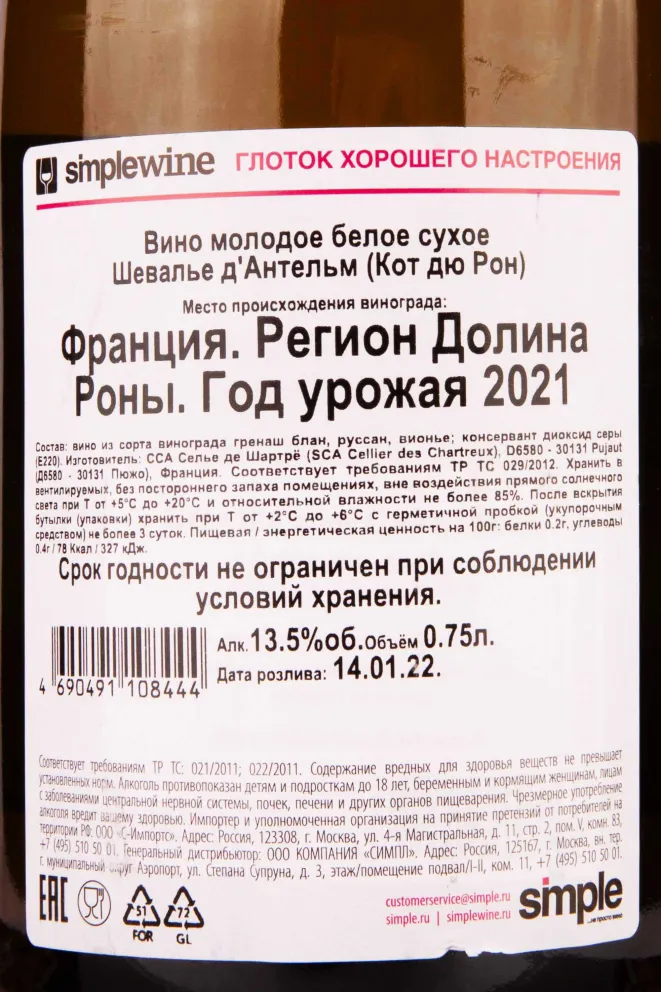 simplewine ГЛОТОК ХОРОШЕГО НАСТРОЕНИЯ
Вино молодое белое сухое
Шевалье д'Антельм (Кот дю Рон)
Место происхождения винограда:
Франция. Регион Долина
Роны. Год урожая 2021
Состав: вино из сорта винограда гренаш блан, руссан, вионье; консервант диоксид серы
(Е220). Изготовитель: ССА Селье де Шартрё (SCA Cellier des Chartreux), D6580 - 30131 Pujaut
(Д6580 - 30131 Пюжо), Франция. Соответствует требованиям ТР ТС 029/2012. Хранить в
вентилируемых, без постороннего запаха помещениях, вне воздействия прямого солнечного
света при Т от +5°С до +20°С и относительной влажности не более 85%. После вскрытия
бутылки (упаковки) хранить при Т от +2°С до +6°С с герметичной пробкой (укупорочным
средством) не более 3 суток. Пищевая / энергетическая ценность на 100г: белки 0.2г, углеводы
0.4г / 78 Ккал / 327 кДж.
Срок годности не ограничен при соблюдении
условий хранения.
Алк. 13.5%об. Объём 0.75л.
Дата розлива: 14.01.22.
4 690491 108444
Соответствует требованиям ТР ТС: 021/2011; 022/2011. Содержание вредных для здоровья веществ не превышает
установленных норм. Алкоголь противопоказан детям и подросткам до 18 лет, беременным и кормящим женщинам, лицам
с заболеваниями центральной нервной системы, почек, печени и других органов пищеварения. Чрезмерное употребление
алкоголя вредит вашему здоровью. Импортер и уполномоченная организация на принятие претензий от потребителей на
территории РФ: ООО «С-Импортс». Адрес: Россия, 123308, г. Москва, ул. 4-я Магистральная, д. 11, стр. 2, пом. V, комн. 83,
+7 (495) 510 50 01. Генеральный дистрибьютор: ООО КОМПАНИЯ «СИМПЛ». Адрес: Россия, 125167, г. Москва, вн. тер.
г. муниципальный округ Аэропорт, ул. Степана Супруна, д. 3, этаж/помещение подвал/I-II, ком. 11, +7 (495) 510 50 01.
EAC
51
FOR
72
GL
customerservice@simple.ru
simple.ru | simplewine.ru
simple
...не просто вино